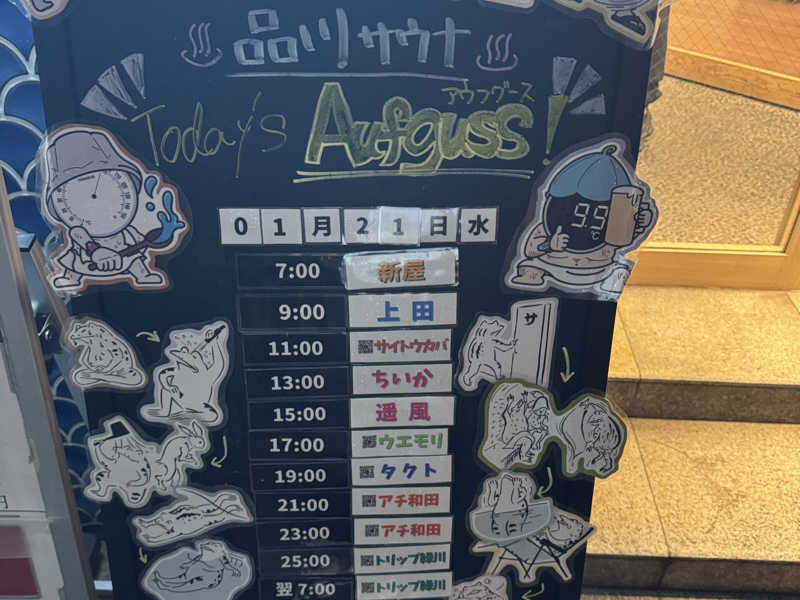 品川サウナ
アウフグース
Today's Aufguss!
01月21日水
7:00 新屋
9:00 上田
11:00 サイトウカバ
13:00 ちいか
15:00 遥風
17:00 ウエモリ
19:00 タクト
21:00 アチ和田
23:00 アチ和田
25:00 トリップ緑川
翌7:00 トリップ緑川
9.9
℃
サ
円